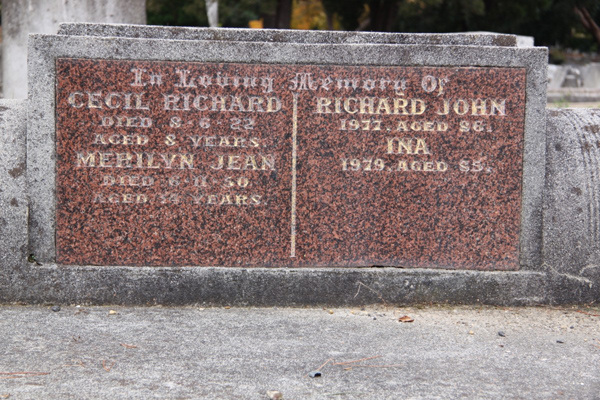 In Loving Memory Of
CECIL RICHARD
DIED 8·6·22
AGED 8 YEARS
MERILYN JEAN
DIED 11·50
AGED 14 YEARS.
RICHARD JOHN
1977. AGED 86.
INA
1979. AGED 85.